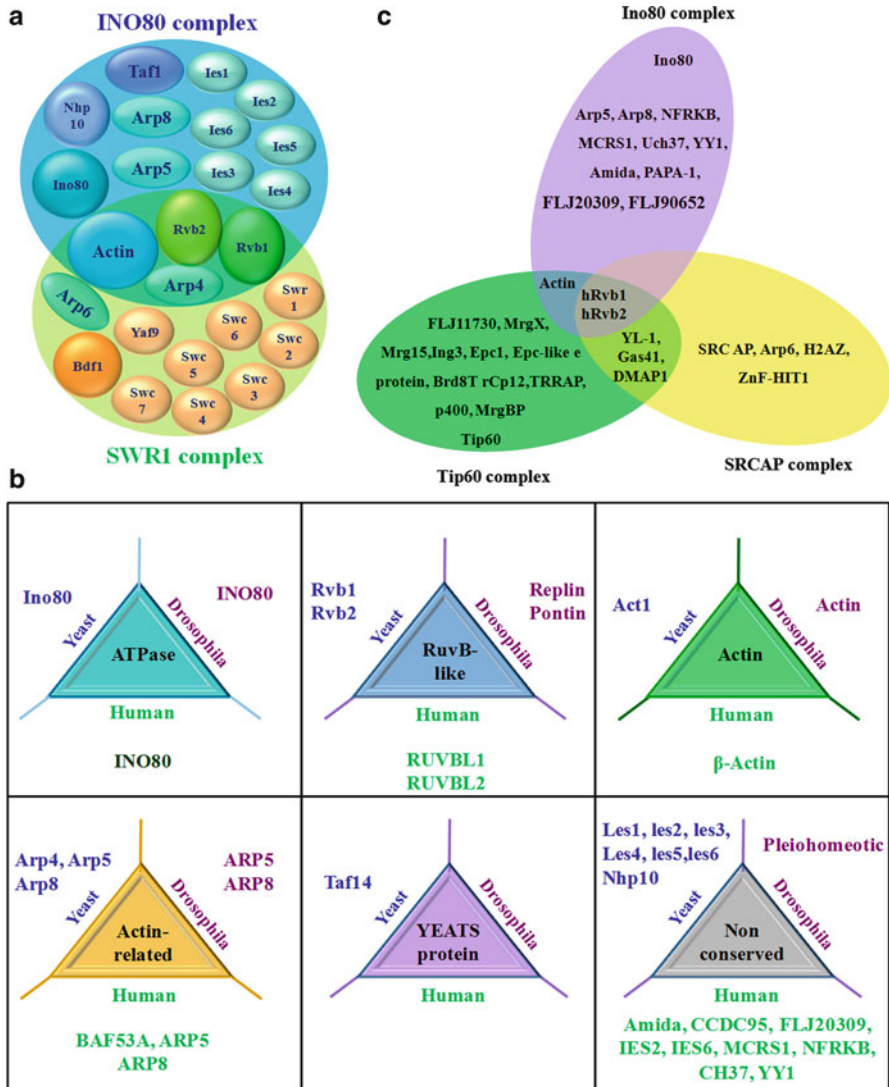 a
INO80 complex
Taf1
Ies1
Nhp
10
Arp8
Ies2
Ies6
Ies5
Ino80
Arp5
Ies3
Ies4
Actin
Rvb2
Rvb1
Arp4
Arp6
Swr
1
Yaf9
Swc
6
Swc
2
Bdf1
Swc
5
Swc
3
Swc
7
Swc
4
SWR1 complex
c
Ino80 complex
Ino80
Arp5, Arp8, NFRKB,
MCRS1, Uch37, YY1,
Amida, PAPA-1,
FLJ20309, FLJ90652
Actin
hRvb1
hRvb2
FLJ11730, MrgX,
Mrg15,Ing3, Epc1, Epc-like e
protein, Brd8T rCp12,TRRAP,
p400, MrgBP
Tip60
YL-1,
Gas41,
DMAP1
SRC AP, Arp6, H2AZ,
ZnF-HIT1
Tip60 complex
SRCAP complex
b
Ino80
INO80
Yeast
Drosophila
ATPase
Human
INO80
Rvb1
Rvb2
Replin
Pontin
Yeast
Drosophila
RuvB-
like
Human
RUVBL1
RUVBL2
Act1
Actin
Yeast
Drosophila
Actin
Human
β-Actin
Arp4, Arp5
Arp8
ARP5
ARP8
Yeast
Drosophila
Actin-
related
Human
BAF53A, ARP5
ARP8
Taf14
Yeast
Drosophila
YEATS
protein
Human
Les1, les2, les3,
Les4, les5,les6
Nhp10
Pleiohomeotic
Yeast
Drosophila
Non
conserved
Human
Amida, CCDC95, FLJ20309,
IES2, IES6, MCRS1, NFRKB,
CH37, YY1